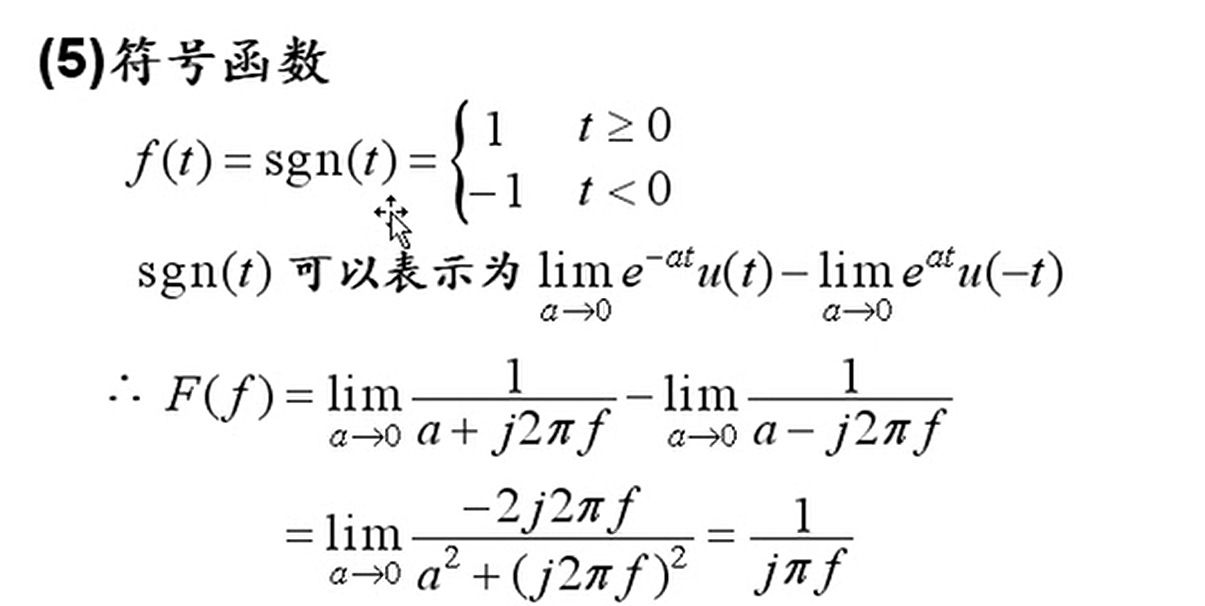 (5)符号函数
f(t) = sgn(t) = { 1 t ≥ 0
−1 t < 0
sgn(t) 可以表示为 lim_{a→0} e^{−at} u(t) − lim_{a→0} e^{at} u(−t)
∴ F(f) = lim_{a→0} 1/(a + j2πf) − lim_{a→0} 1/(a − j2πf)
= lim_{a→0} (−2j2πf)/(a² + (j2πf)²) = 1/(jπf)